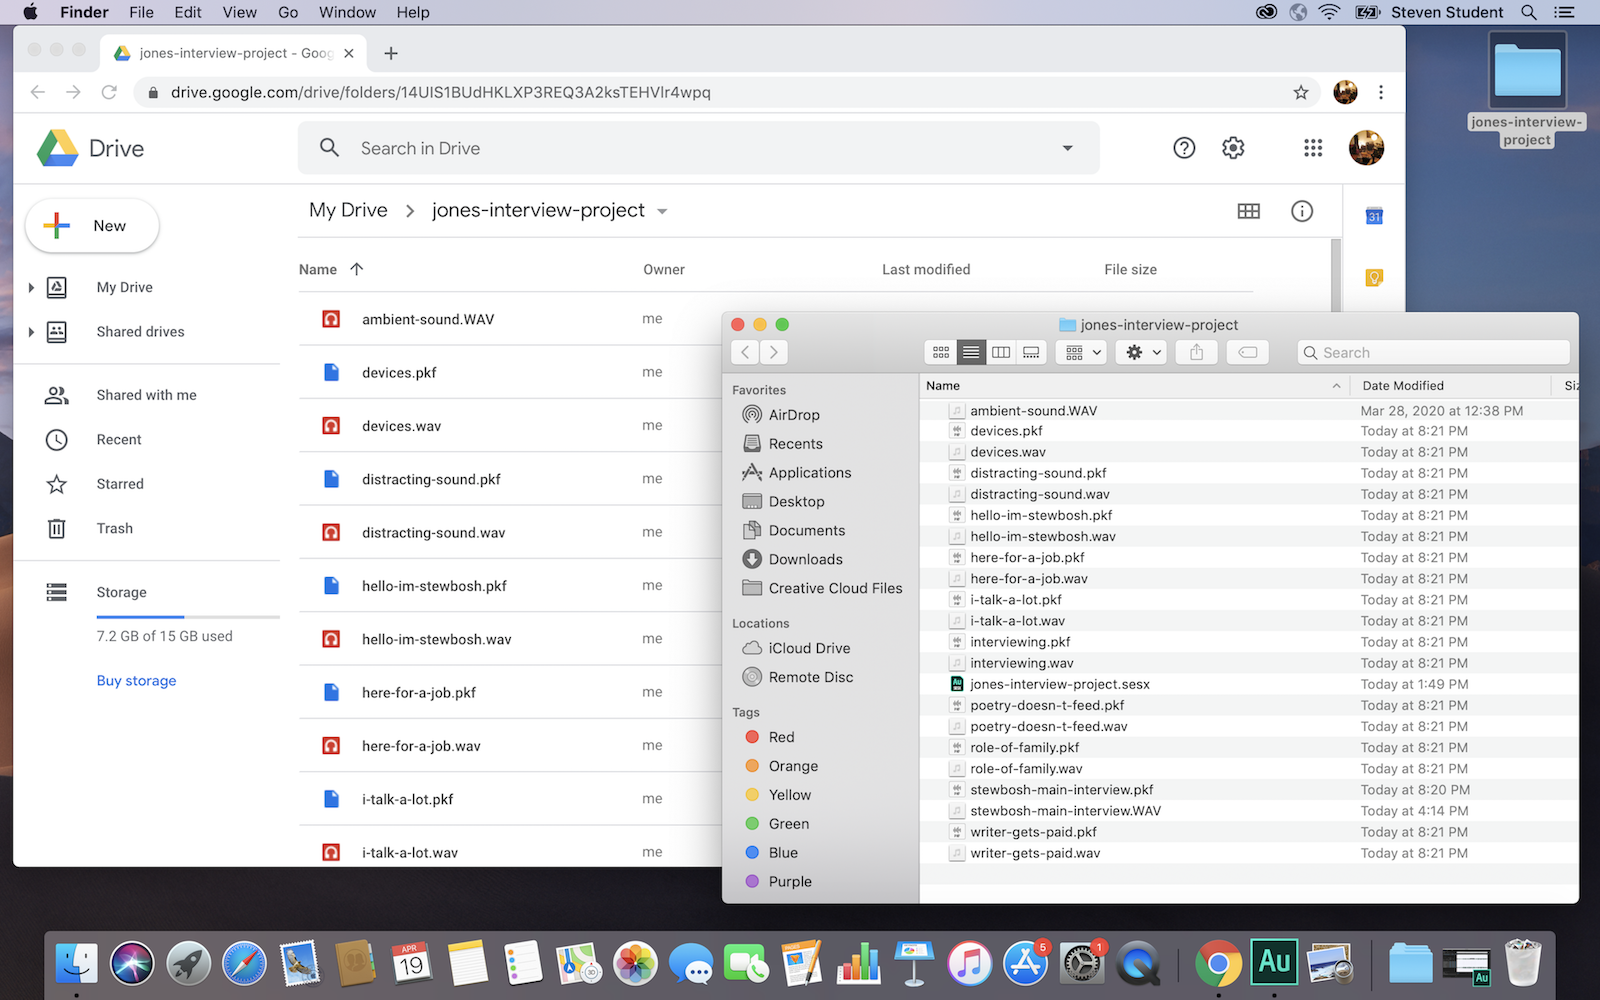 Finder File Edit View Go Window Help Steven Student
jones-interview-project - Goog
drive.google.com/drive/folders/14UIS1BUdHKLXP3REQ3A2ksTEHVlr4wpq
jones-interview-
project
Drive
Search in Drive
New
My Drive
Shared drives
Shared with me
Recent
Starred
Trash
Storage
7.2 GB of 15 GB used
Buy storage
My Drive > jones-interview-project
31
Name Owner Last modified File size
ambient-sound.WAV me
devices.pkf me
devices.wav me
distracting-sound.pkf me
distracting-sound.wav me
hello-im-stewbosh.pkf me
hello-im-stewbosh.wav me
here-for-a-job.pkf me
here-for-a-job.wav me
i-talk-a-lot.pkf me
i-talk-a-lot.wav me
jones-interview-project
Search
Favorites
AirDrop
Recents
Applications
Desktop
Documents
Downloads
Creative Cloud Files
Locations
iCloud Drive
Remote Disc
Tags
Red
Orange
Yellow
Green
Blue
Purple
Name Date Modified Siz
ambient-sound.WAV Mar 28, 2020 at 12:38 PM
devices.pkf Today at 8:21 PM
devices.wav Today at 8:21 PM
distracting-sound.pkf Today at 8:21 PM
distracting-sound.wav Today at 8:21 PM
hello-im-stewbosh.pkf Today at 8:21 PM
hello-im-stewbosh.wav Today at 8:21 PM
here-for-a-job.pkf Today at 8:21 PM
here-for-a-job.wav Today at 8:21 PM
i-talk-a-lot.pkf Today at 8:21 PM
i-talk-a-lot.wav Today at 8:21 PM
interviewing.pkf Today at 8:21 PM
interviewing.wav Today at 8:21 PM
Au jones-interview-project.sesx Today at 1:49 PM
poetry-doesn-t-feed.pkf Today at 8:21 PM
poetry-doesn-t-feed.wav Today at 8:21 PM
role-of-family.pkf Today at 8:21 PM
role-of-family.wav Today at 8:21 PM
stewbosh-main-interview.pkf Today at 8:20 PM
stewbosh-main-interview.WAV Today at 4:14 PM
writer-gets-paid.pkf Today at 8:21 PM
writer-gets-paid.wav Today at 8:21 PM
APR
19
3D
5
1
Au
Au